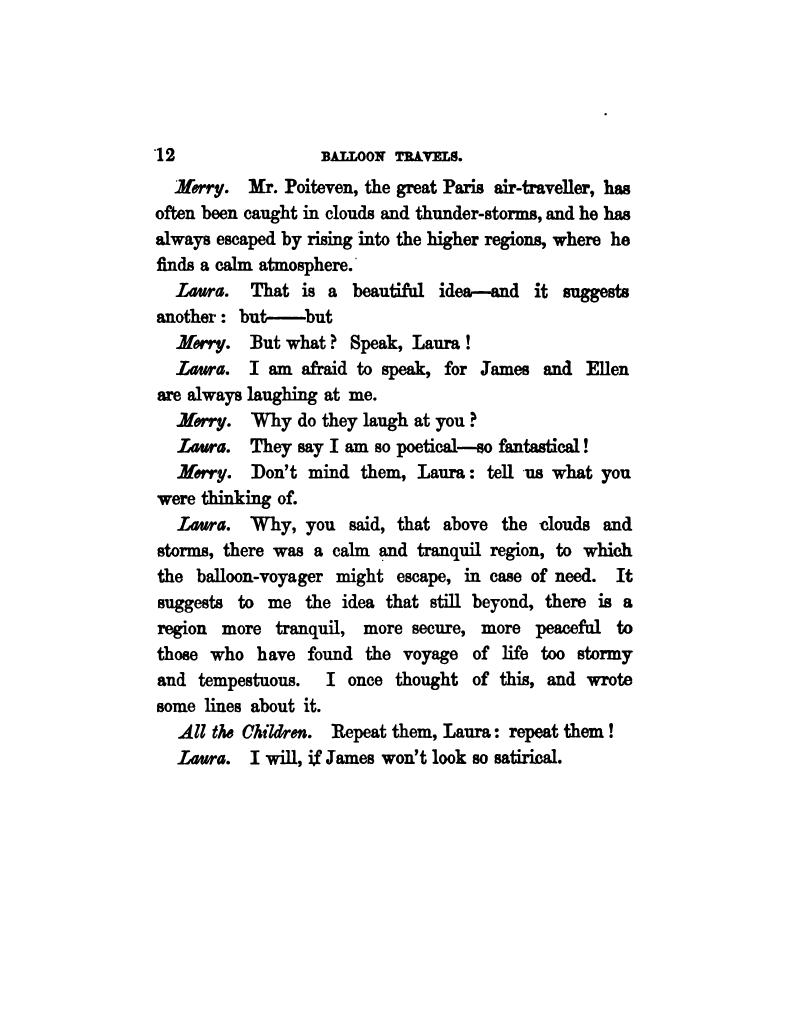 12 BALLOON TRAVELS.
Merry. Mr. Poiteven, the great Paris air-traveller, has
often been caught in clouds and thunder-storms, and he has
always escaped by rising into the higher regions, where he
finds a calm atmosphere.
Laura. That is a beautiful idea—and it suggests
another: but——but
Merry. But what? Speak, Laura!
Laura. I am afraid to speak, for James and Ellen
are always laughing at me.
Merry. Why do they laugh at you?
Laura. They say I am so poetical—so fantastical!
Merry. Don't mind them, Laura: tell us what you
were thinking of.
Laura. Why, you said, that above the clouds and
storms, there was a calm and tranquil region, to which
the balloon-voyager might escape, in case of need. It
suggests to me the idea that still beyond, there is a
region more tranquil, more secure, more peaceful to
those who have found the voyage of life too stormy
and tempestuous. I once thought of this, and wrote
some lines about it.
All the Children. Repeat them, Laura: repeat them!
Laura. I will, if James won't look so satirical.